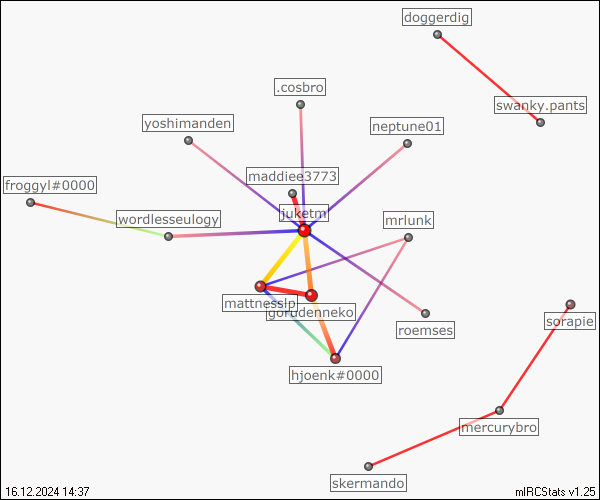 doggerdig
swanky.pants
.cosbro
yoshimanden
neptune01
maddiee3773
froggyl#0000
juketm
wordlesseulogy
mrlunk
mattnesslp
gorudenneko
roemses
sorapie
hjoenk#0000
mercurybro
skermando
16.12.2024 14:37
mIRCStats v1.25